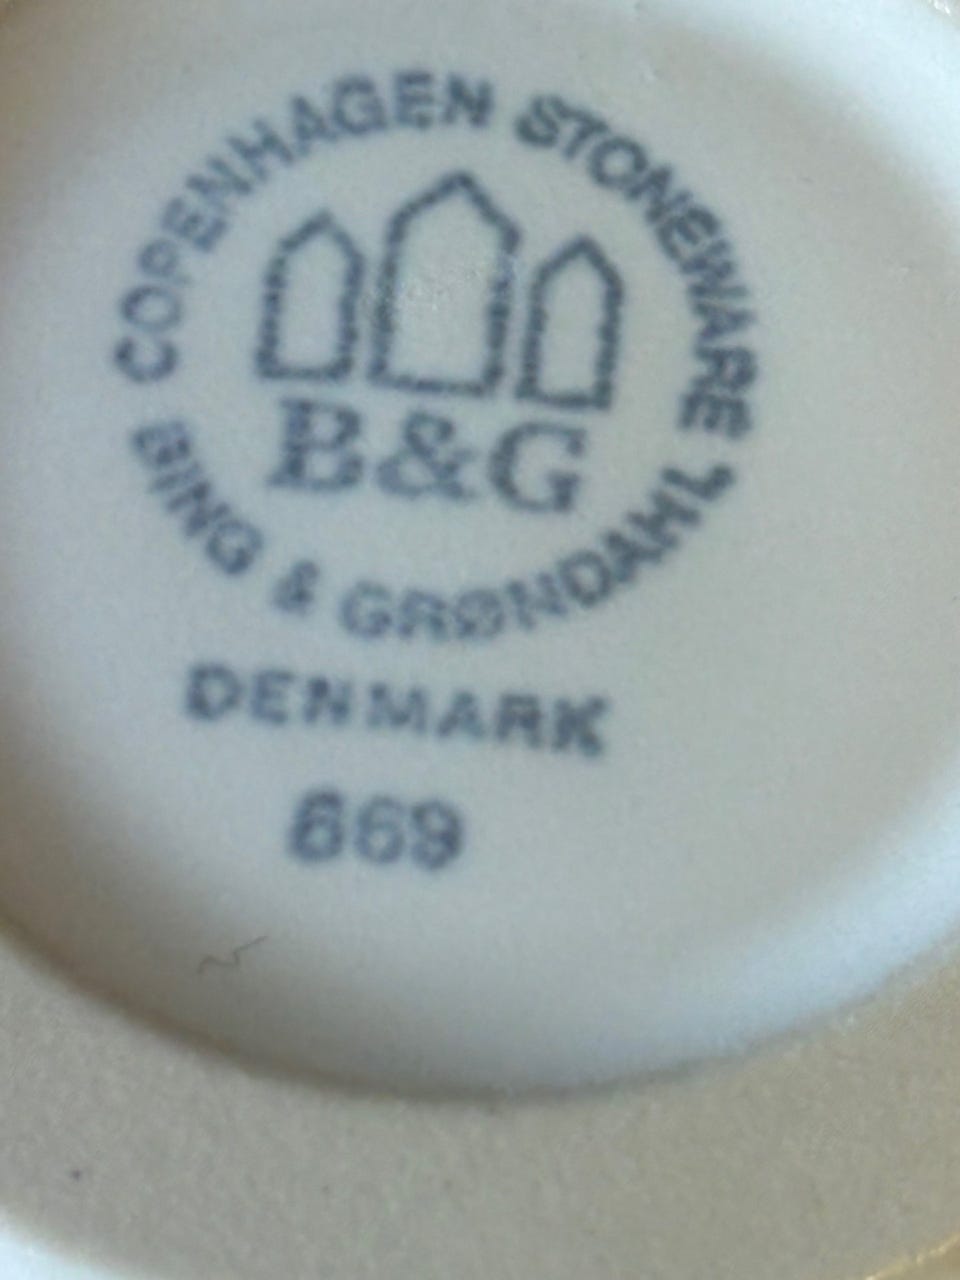 COPENHAGEN STONEWARE
B&G
BING & GRØNDAHL
DENMARK
669